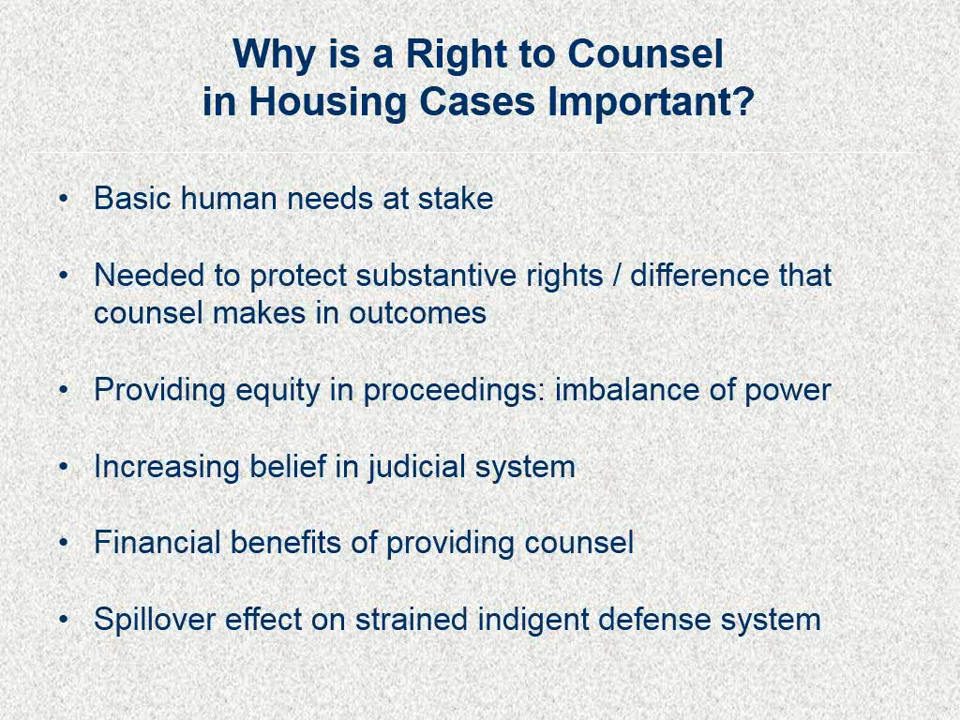 Why is a Right to Counsel
in Housing Cases Important?
• Basic human needs at stake
• Needed to protect substantive rights / difference that
counsel makes in outcomes
• Providing equity in proceedings: imbalance of power
• Increasing belief in judicial system
• Financial benefits of providing counsel
• Spillover effect on strained indigent defense system